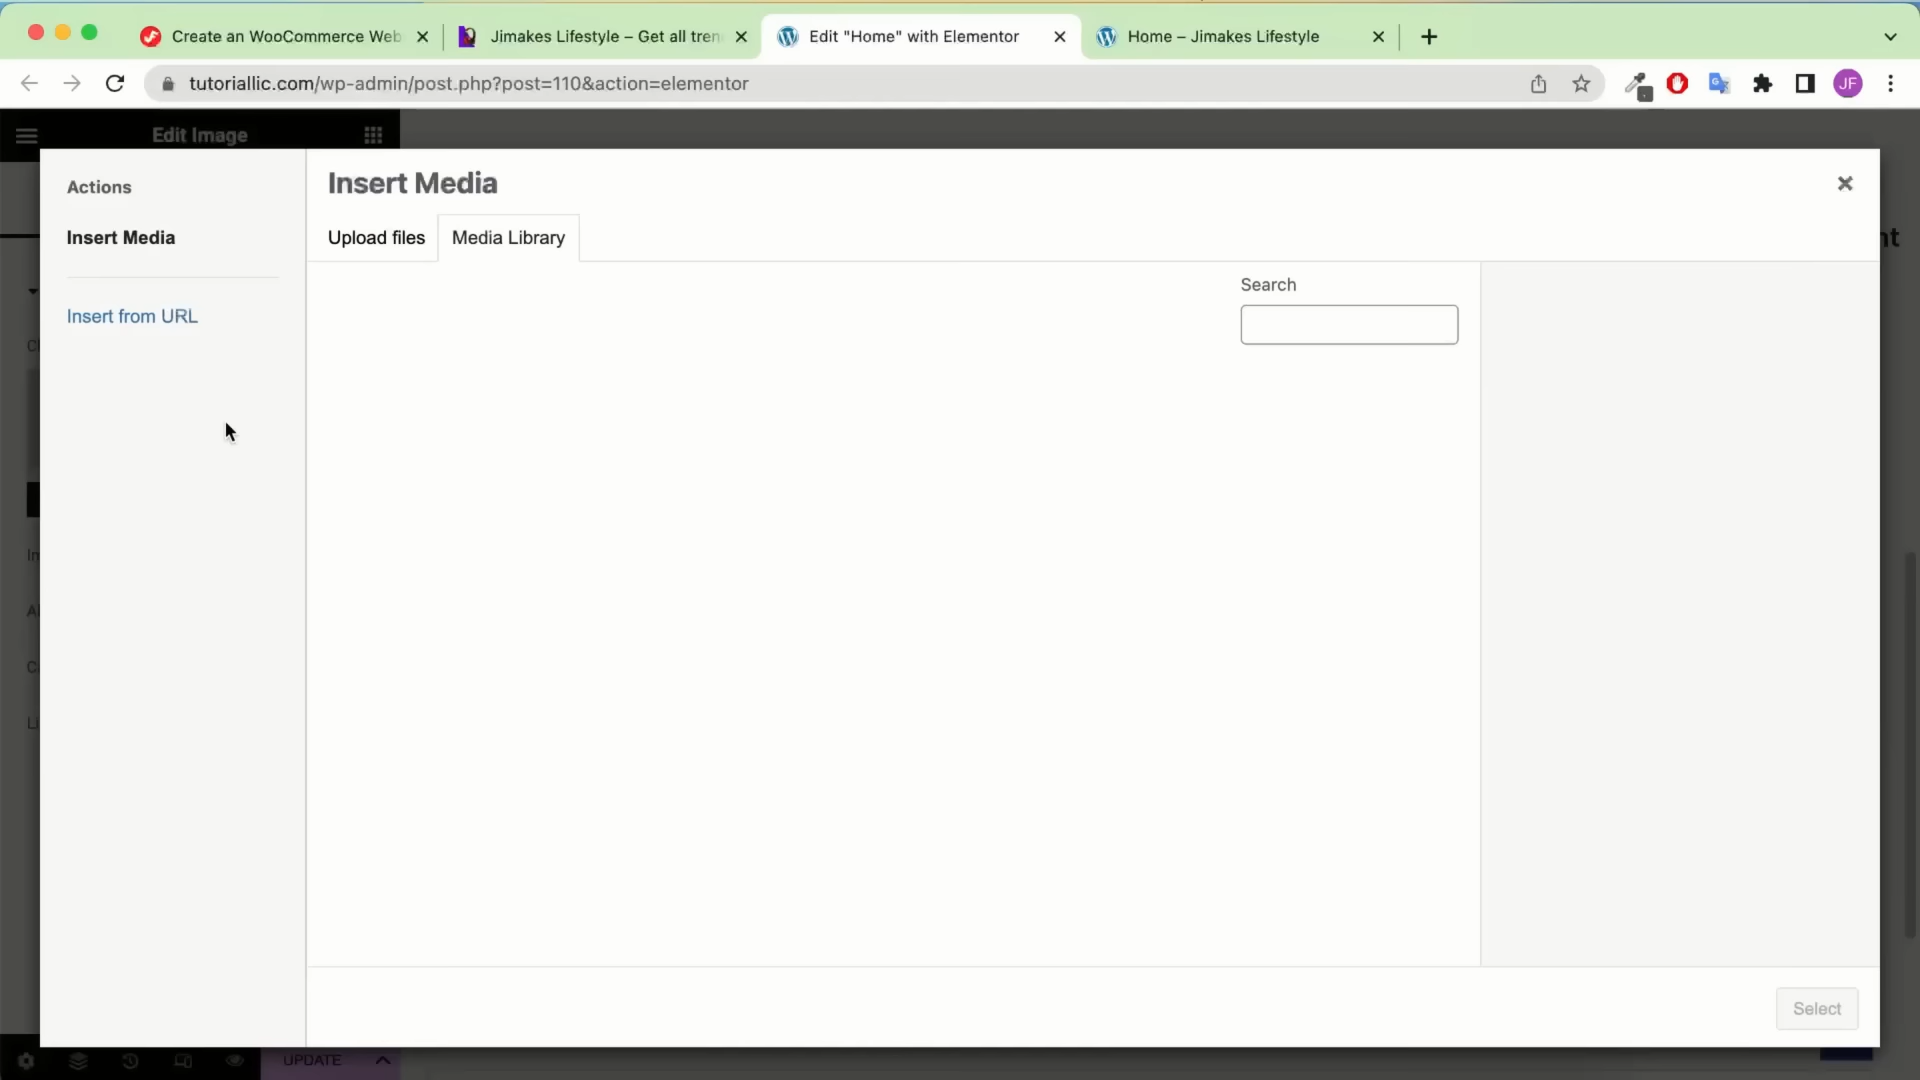 Create an WooCommerce Web
Jimakes Lifestyle – Get all tren
Edit "Home" with Elementor
Home – Jimakes Lifestyle
tutoriallic.com/wp-admin/post.php?post=110&action=elementor
JF
Edit Image
Actions
Insert Media
Insert from URL
Insert Media
Upload files
Media Library
Search
Select
UPDATE